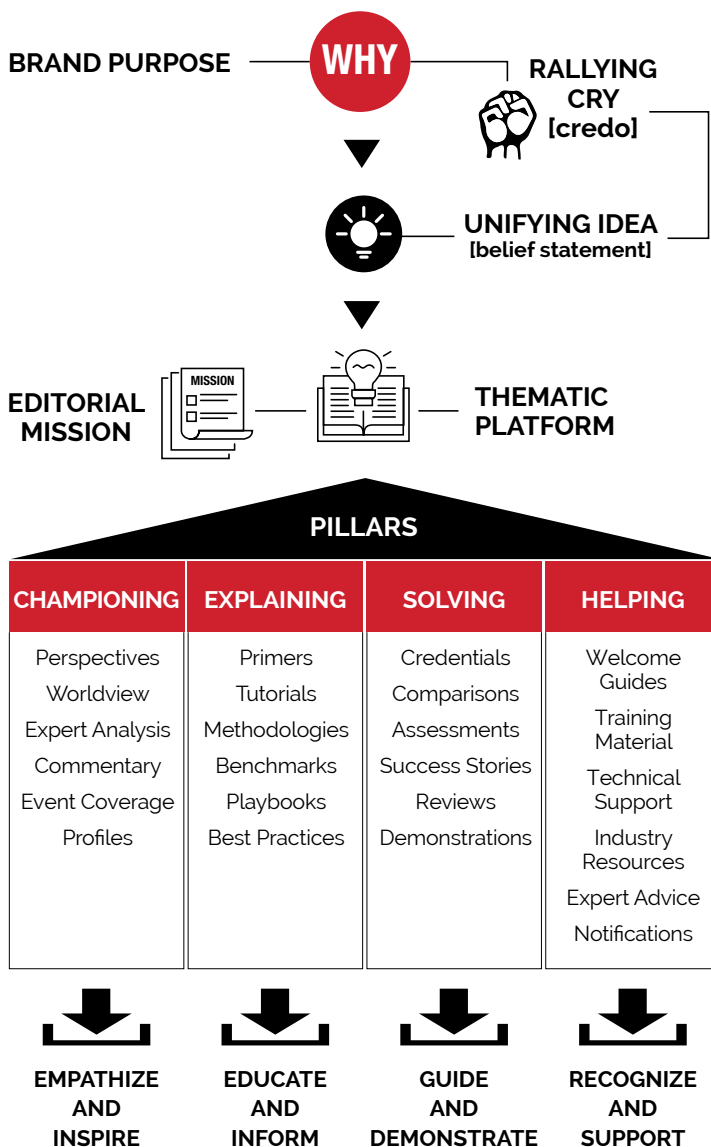 BRAND PURPOSE
WHY
RALLYING
CRY
[credo]
UNIFYING IDEA
[belief statement]
EDITORIAL
MISSION
MISSION
THEMATIC
PLATFORM
PILLARS
CHAMPIONING
Perspectives
Worldview
Expert Analysis
Commentary
Event Coverage
Profiles
EMPATHIZE
AND
INSPIRE
EXPLAINING
Primers
Tutorials
Methodologies
Benchmarks
Playbooks
Best Practices
EDUCATE
AND
INFORM
SOLVING
Credentials
Comparisons
Assessments
Success Stories
Reviews
Demonstrations
GUIDE
AND
DEMONSTRATE
HELPING
Welcome
Guides
Training
Material
Technical
Support
Industry
Resources
Expert Advice
Notifications
RECOGNIZE
AND
SUPPORT